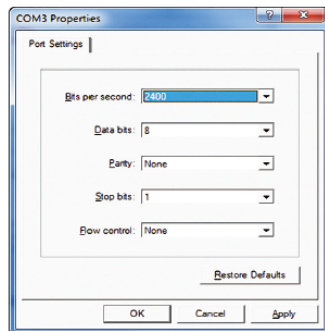 COM3 Properties
Port Settings
Bits per second: 2400
Data bits: 8
Parity: None
Stop bits: 1
Flow control: None
Restore Defaults
OK Cancel Apply